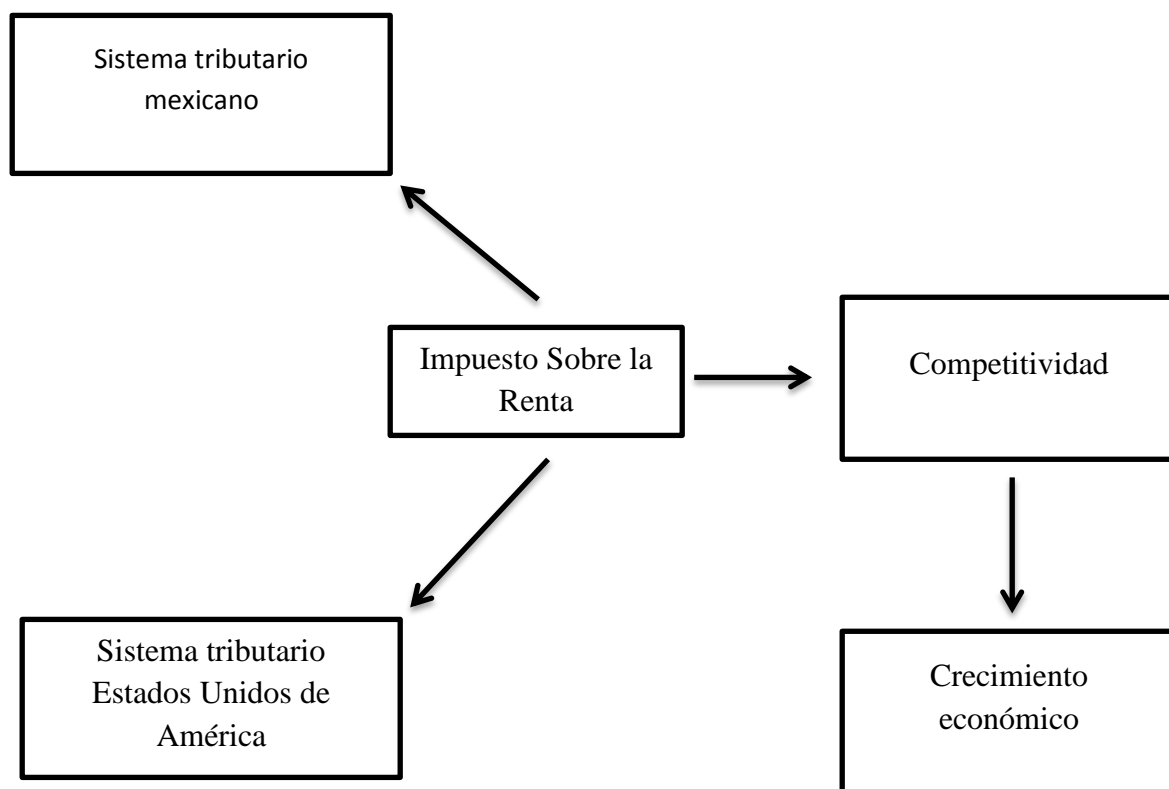 Sistema tributario
mexicano
Impuesto Sobre la
Renta
Competitividad
Sistema tributario
Estados Unidos de
América
Crecimiento
económico